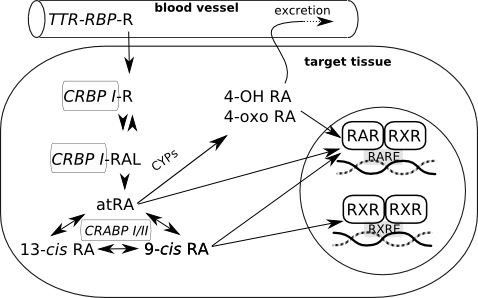 blood vessel
excretion
TTR-RBP-R
target tissue
CRBP I-R
4-OH RA
4-oxo RA
RAR RXR
RARE
CRBP I-RAL
CYPs
atRA
CRABP I/II
RXR RXR
RXRE
13-cis RA
9-cis RA